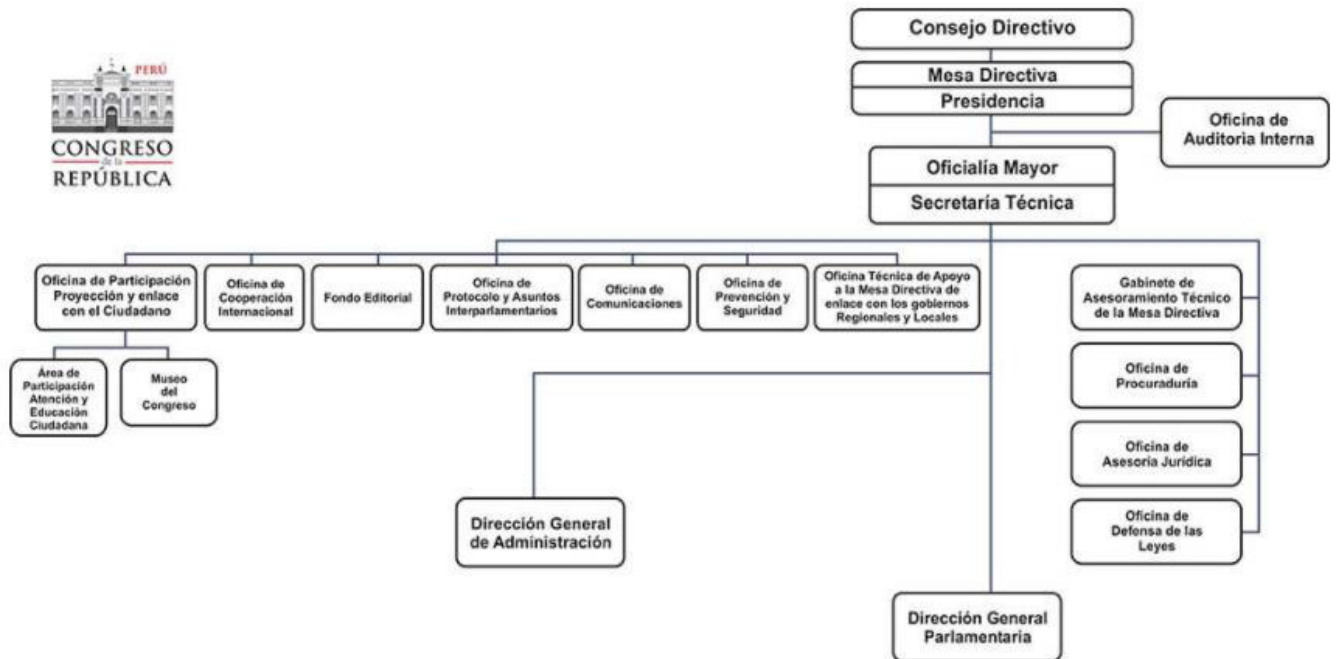 PERÚ
CONGRESO
de la
REPÚBLICA
Consejo Directivo
Mesa Directiva
Presidencia
Oficina de
Auditoria Interna
Oficialía Mayor
Secretaría Técnica
Oficina de Participación
Proyección y enlace
con el Ciudadano
Oficina de
Cooperación
Internacional
Fondo Editorial
Oficina de
Protocolo y Asuntos
Interparlamentarios
Oficina de
Comunicaciones
Oficina de
Prevención y
Seguridad
Oficina Técnica de Apoyo
a la Mesa Directiva de
enlace con los gobiernos
Regionales y Locales
Gabinete de
Asesoramiento Técnico
de la Mesa Directiva
Área de
Participación
Atención y
Educación
Ciudadana
Museo
del
Congreso
Oficina de
Procuraduría
Oficina de
Asesoría Jurídica
Oficina de
Defensa de las
Leyes
Dirección General
de Administración
Dirección General
Parlamentaria